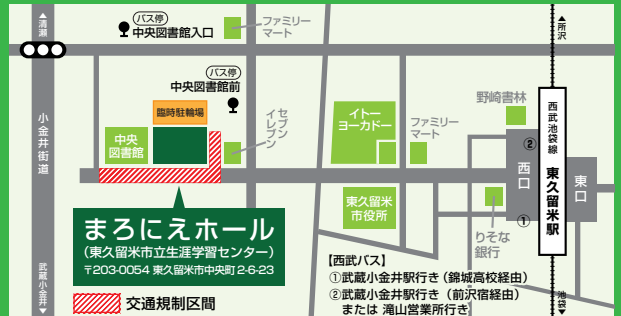 ▲清瀬
バス停
中央図書館入口
ファミリー
マート
▲所沢
バス停
中央図書館前
臨時駐輪場
中央
図書館
セブン
イレブン
イトー
ヨーカドー
ファミリー
マート
野崎書林
②
西口
①
西武池袋線
東久留米駅
東口
小金井街道
東久留米
市役所
りそな
銀行
まろにえホール
(東久留米市立生涯学習センター)
〒203-0054 東久留米市中央町2-6-23
武蔵小金井▼
交通規制区間
【西武バス】
①武蔵小金井駅行き(錦城高校経由)
②武蔵小金井駅行き(前沢宿経由)
または 滝山営業所行き
池袋▼